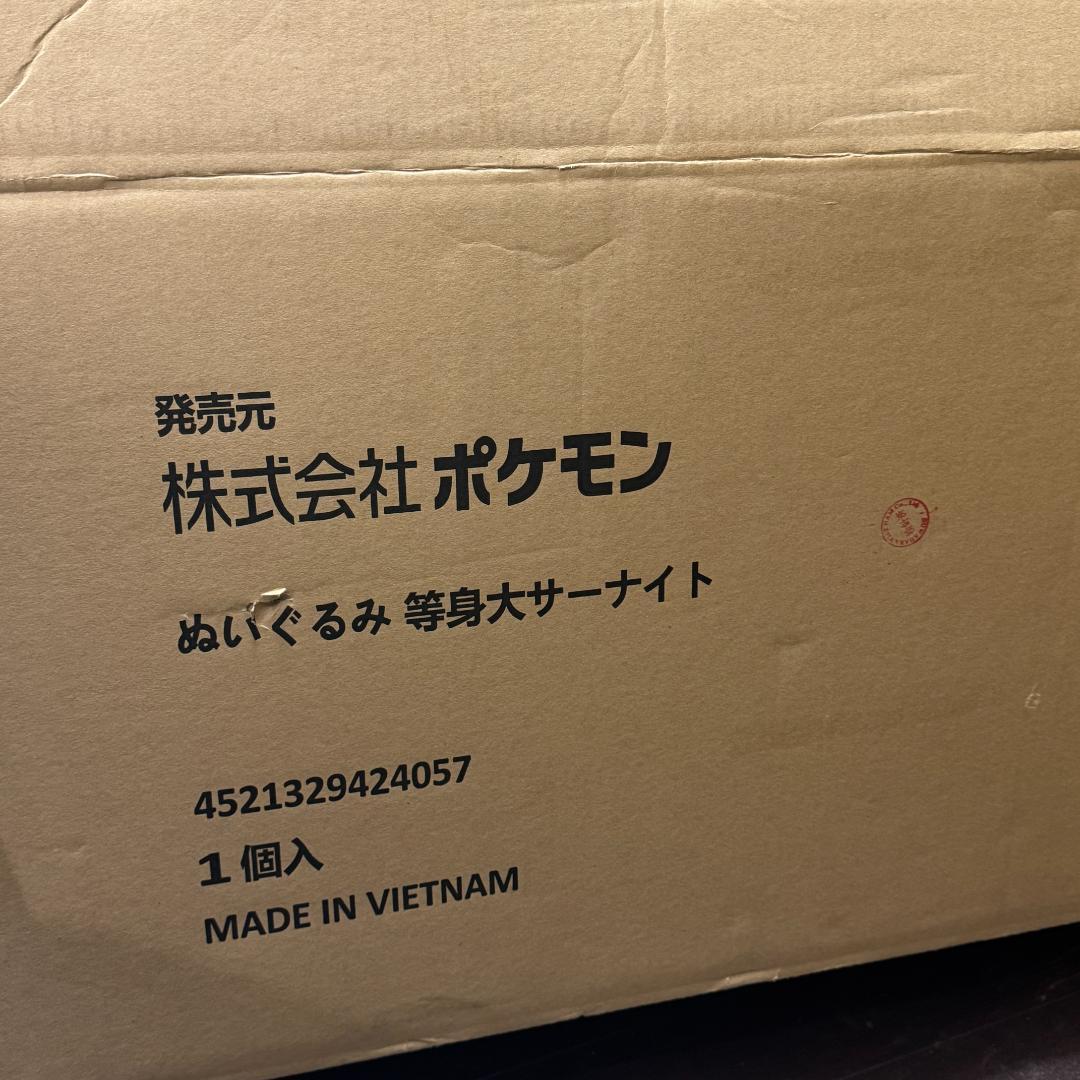 発売元
株式会社ポケモン
ぬいぐるみ 等身大サーナイト
4521329424057
1個入
MADE IN VIETNAM